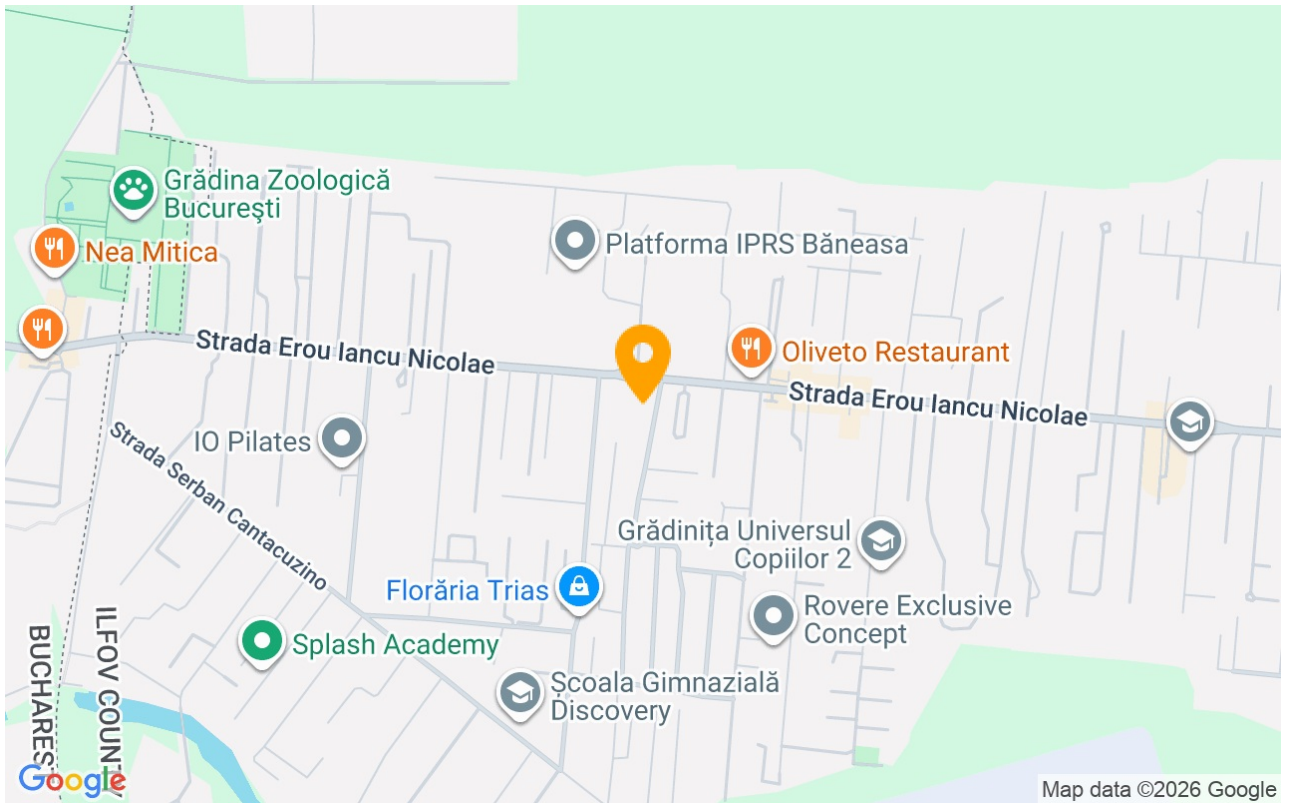 Grădina Zoologică
București
Nea Mitica
Platforma IPRS Băneasa
Strada Erou Iancu Nicolae
Oliveto Restaurant
Strada Erou Iancu Nicolae
IO Pilates
Strada Serban Cantacuzino
Grădinița Universul
Copiilor 2
Florăria Trias
Rovere Exclusive
Concept
Splash Academy
Școala Gimnazială
Discovery
ILFOV COUNTY
BUCHAREST
Google
Map data ©2026 Google